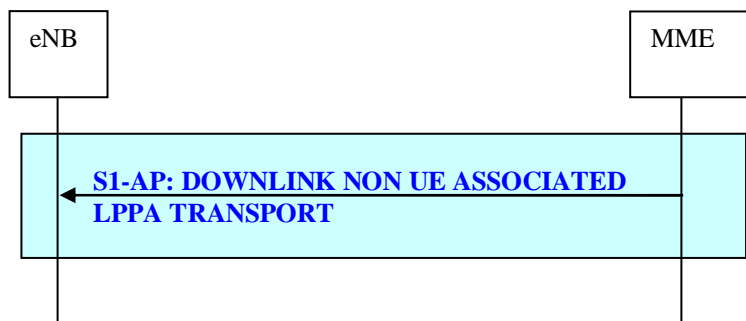 eNB
MME
S1-AP: DOWNLINK NON UE ASSOCIATED
LPPA TRANSPORT